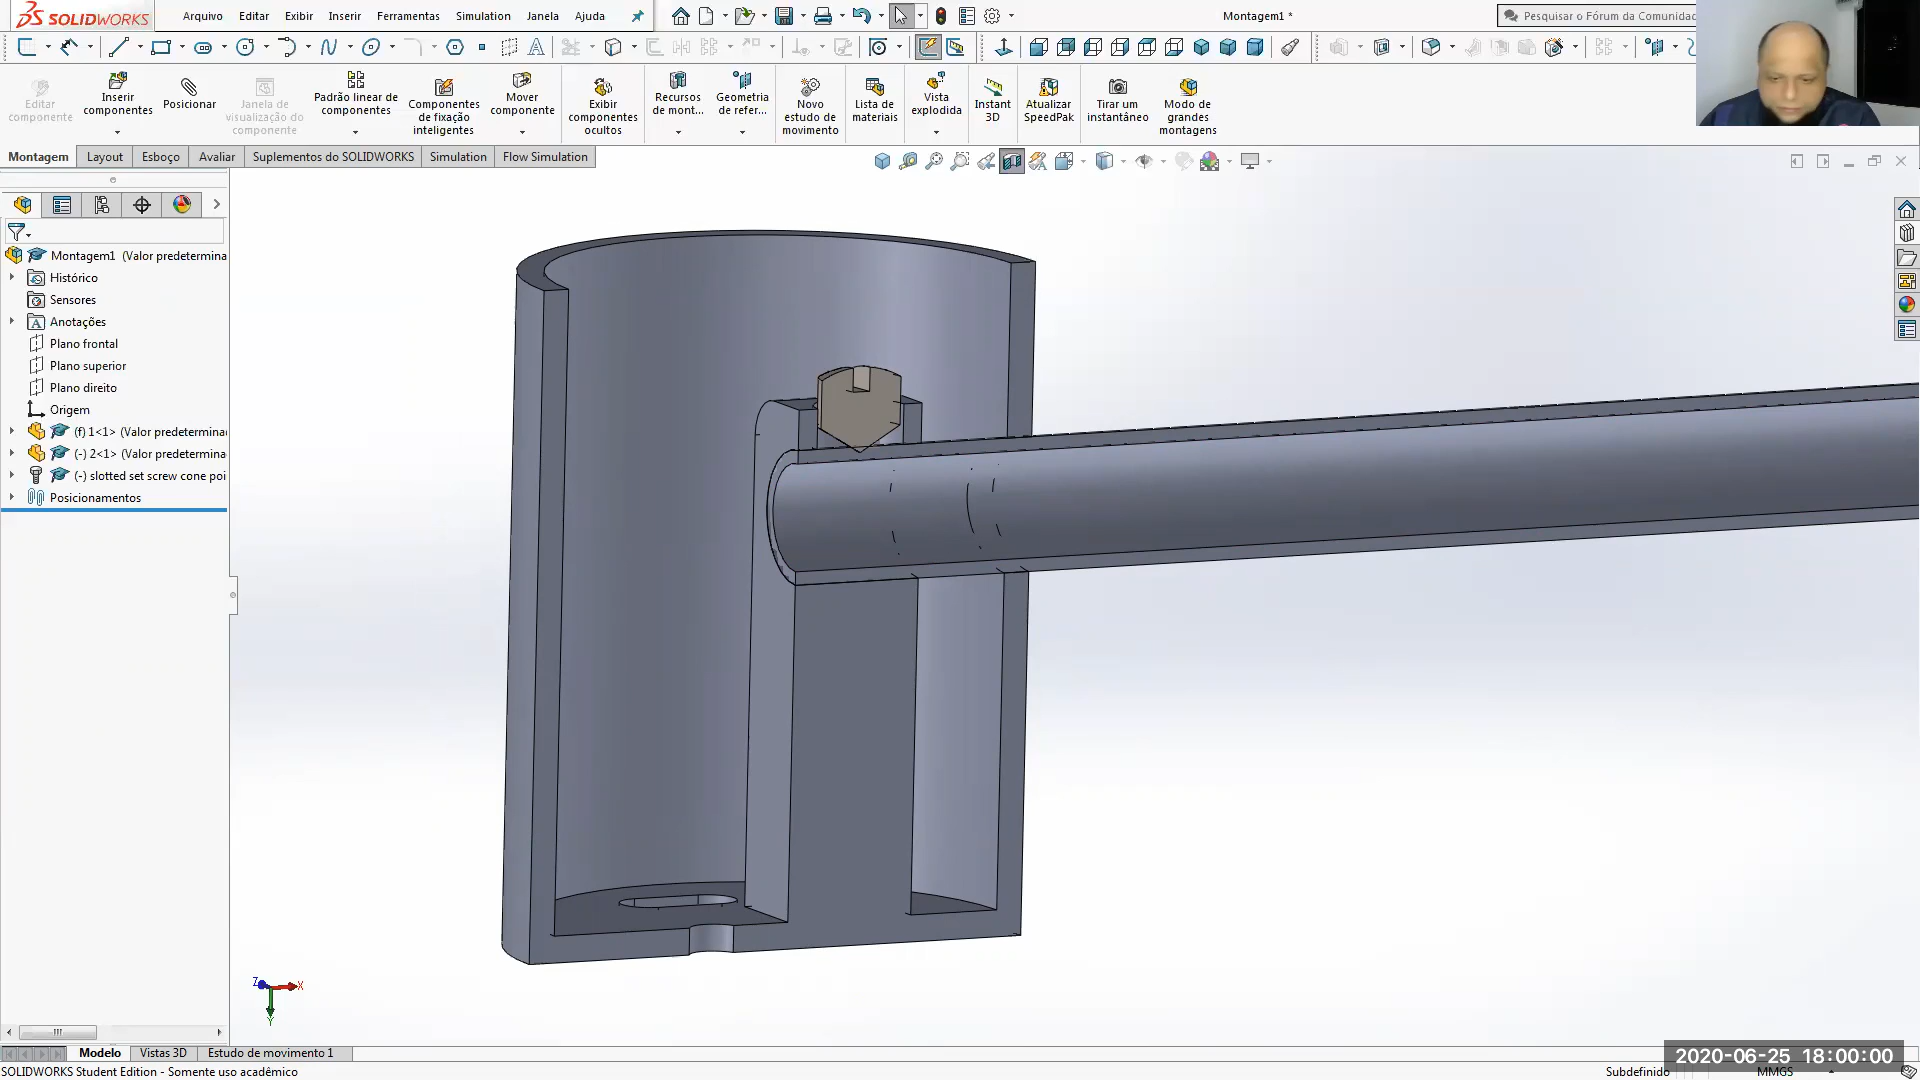 SOLIDWORKS
Arquivo Editar Exibir Inserir Ferramentas Simulation Janela Ajuda
Montagem1 *
Pesquisar o Fórum da Comunidad
Editar componente
Inserir componentes
Posicionar
Janela de visualização do componente
Padrão linear de componentes
Componentes de fixação inteligentes
Mover componente
Exibir componentes ocultos
Recursos de mont...
Geometria de refer...
Novo estudo de movimento
Lista de materiais
Vista explodida
Instant 3D
Atualizar SpeedPak
Tirar um instantâneo
Modo de grandes montagens
Montagem Layout Esboço Avaliar Suplementos do SOLIDWORKS Simulation Flow Simulation
Montagem1 (Valor predetermina
Histórico
Sensores
Anotações
Plano frontal
Plano superior
Plano direito
Origem
(f) 1<1> (Valor predetermina
(-) 2<1> (Valor predetermina
(-) slotted set screw cone poi
Posicionamentos
Z X
Y
Modelo Vistas 3D Estudo de movimento 1
2020-06-25 18:00:00
SOLIDWORKS Student Edition - Somente uso acadêmico
Subdefinido MMGS